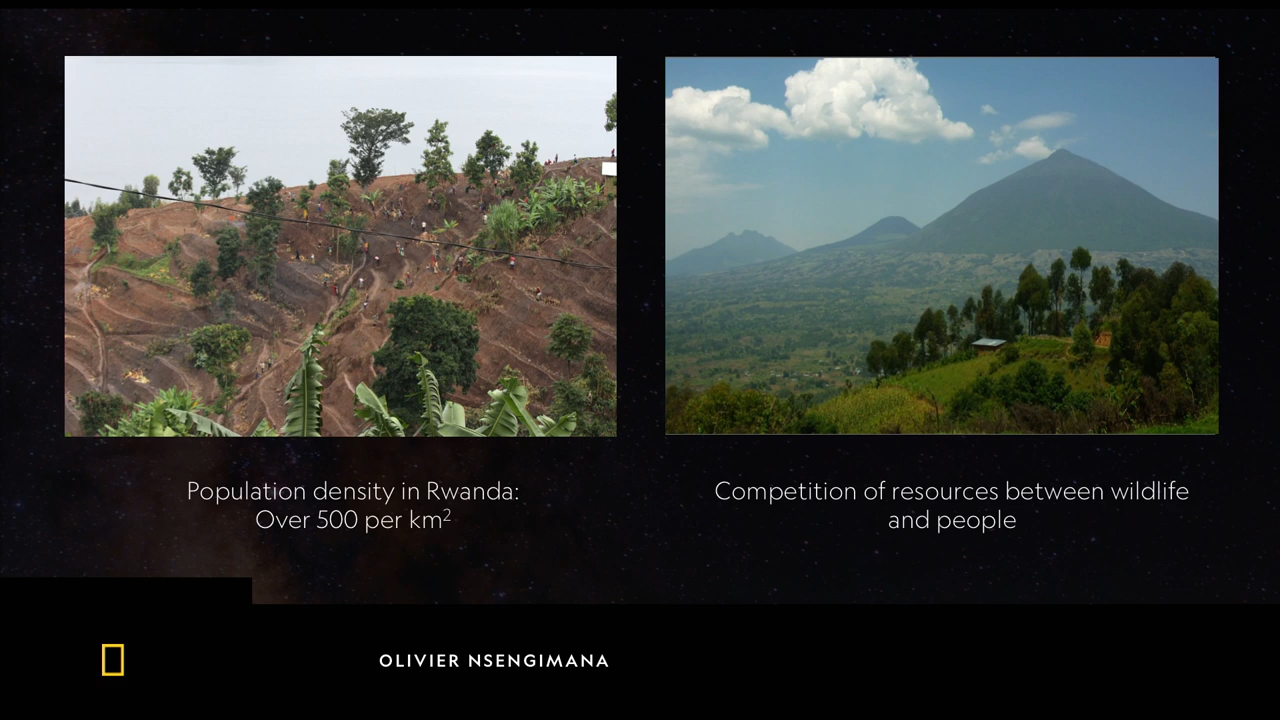 Population density in Rwanda:
Over 500 per km²
Competition of resources between wildlife
and people
OLIVIER NSENGIMANA